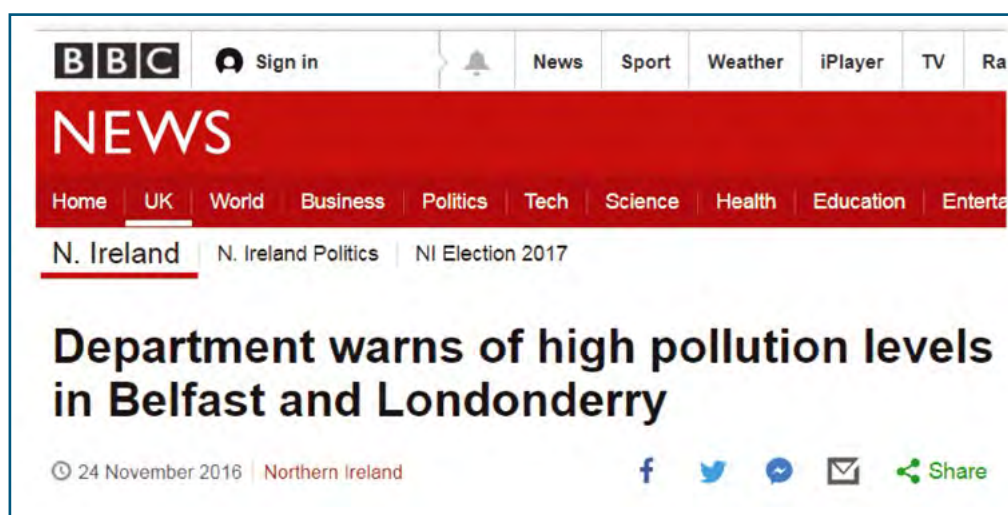 BBC Sign in News Sport Weather iPlayer TV Ra
NEWS
Home UK World Business Politics Tech Science Health Education Enterta
N. Ireland N. Ireland Politics NI Election 2017
Department warns of high pollution levels
in Belfast and Londonderry
24 November 2016 Northern Ireland Share